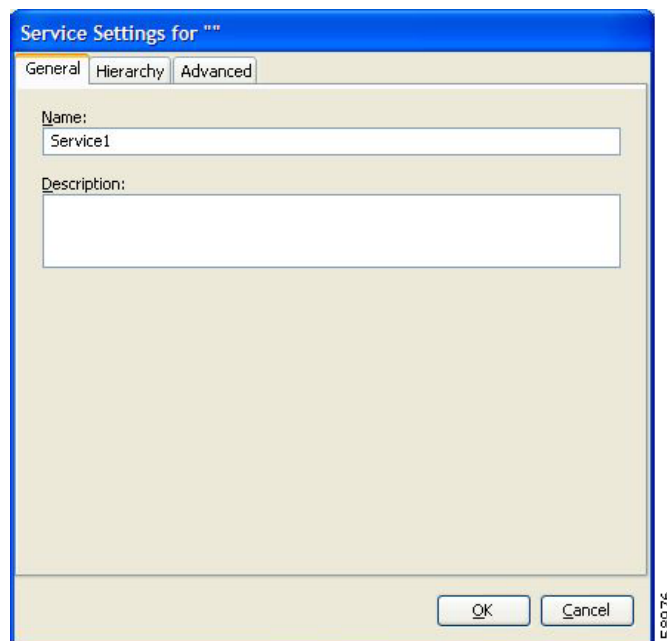 Service Settings for ""
General Hierarchy Advanced
Name:
Service1
Description:
OK Cancel